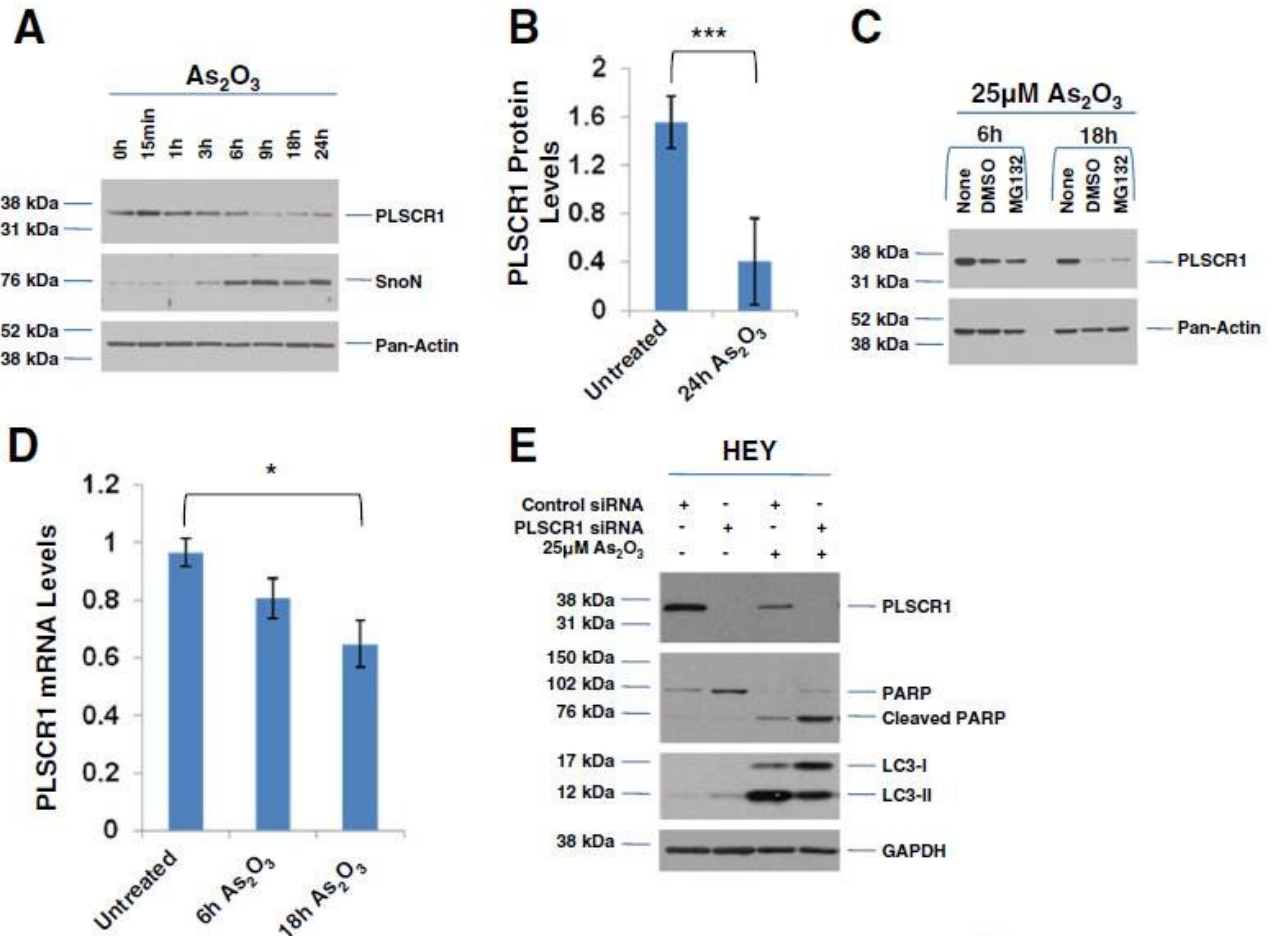 A
As₂O₃
0h 15min 1h 3h 6h 9h 18h 24h
38 kDa
31 kDa
PLSCR1
76 kDa
SnoN
52 kDa
38 kDa
Pan-Actin
B
***
PLSCR1 Protein
Levels
2
1.6
1.2
0.8
0.4
0
Untreated
24h As₂O₃
C
25µM As₂O₃
6h 18h
None DMSO MG132 None DMSO MG132
38 kDa
31 kDa
PLSCR1
52 kDa
38 kDa
Pan-Actin
D
*
PLSCR1 mRNA Levels
1.2
1
0.8
0.6
0.4
0.2
0
Untreated
6h As₂O₃
18h As₂O₃
E
HEY
Control siRNA + - + -
PLSCR1 siRNA - + - +
25µM As₂O₃ - - + +
38 kDa
31 kDa
PLSCR1
150 kDa
102 kDa
76 kDa
PARP
Cleaved PARP
17 kDa
12 kDa
LC3-I
LC3-II
38 kDa
GAPDH